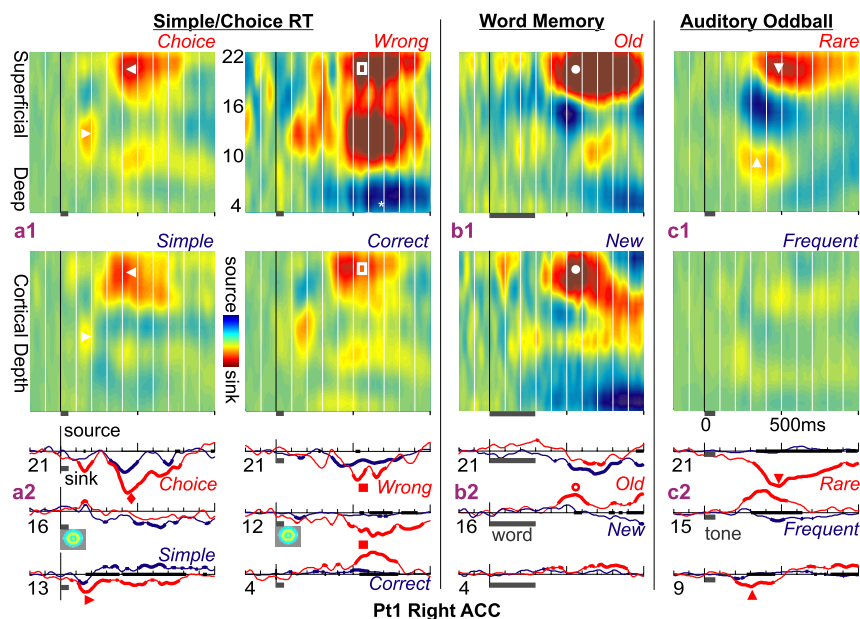 Simple/Choice RT
Word Memory
Auditory Oddball
Choice
Wrong
Old
Rare
Superficial
Deep
22
16
10
4
*
a1
b1
c1
Simple
Correct
New
Frequent
Cortical Depth
source
sink
0
500ms
source
21
sink
Choice
21
Wrong
21
Old
21
Rare
a2
b2
c2
16
12
16
word
New
15
tone
Frequent
Simple
13
4
Correct
4
9
Pt1 Right ACC